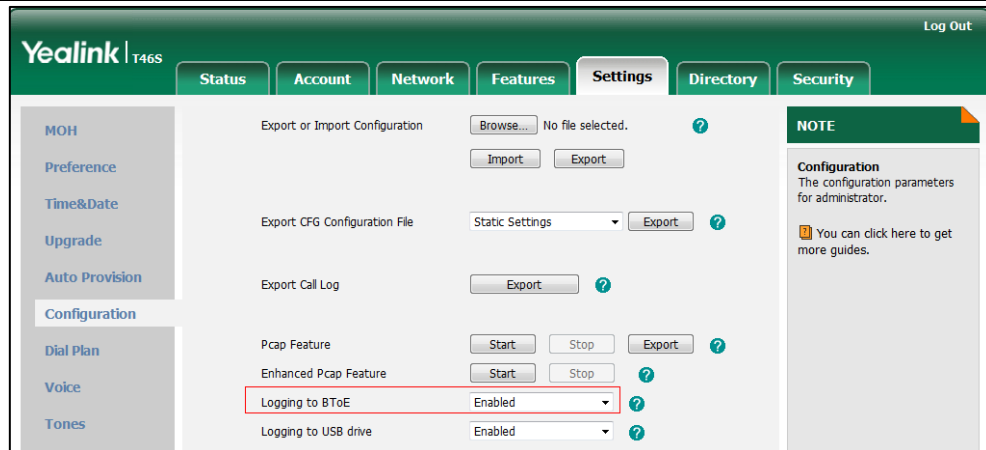 Log Out
Yealink | T46S
Status Account Network Features Settings Directory Security
MOH
Preference
Time&Date
Upgrade
Auto Provision
Configuration
Dial Plan
Voice
Tones
Export or Import Configuration Browse... No file selected. ?
Import Export
Export CFG Configuration File Static Settings Export ?
Export Call Log Export ?
Pcap Feature Start Stop Export ?
Enhanced Pcap Feature Start Stop ?
Logging to BToE Enabled ?
Logging to USB drive Enabled ?
NOTE
Configuration
The configuration parameters
for administrator.
? You can click here to get
more guides.